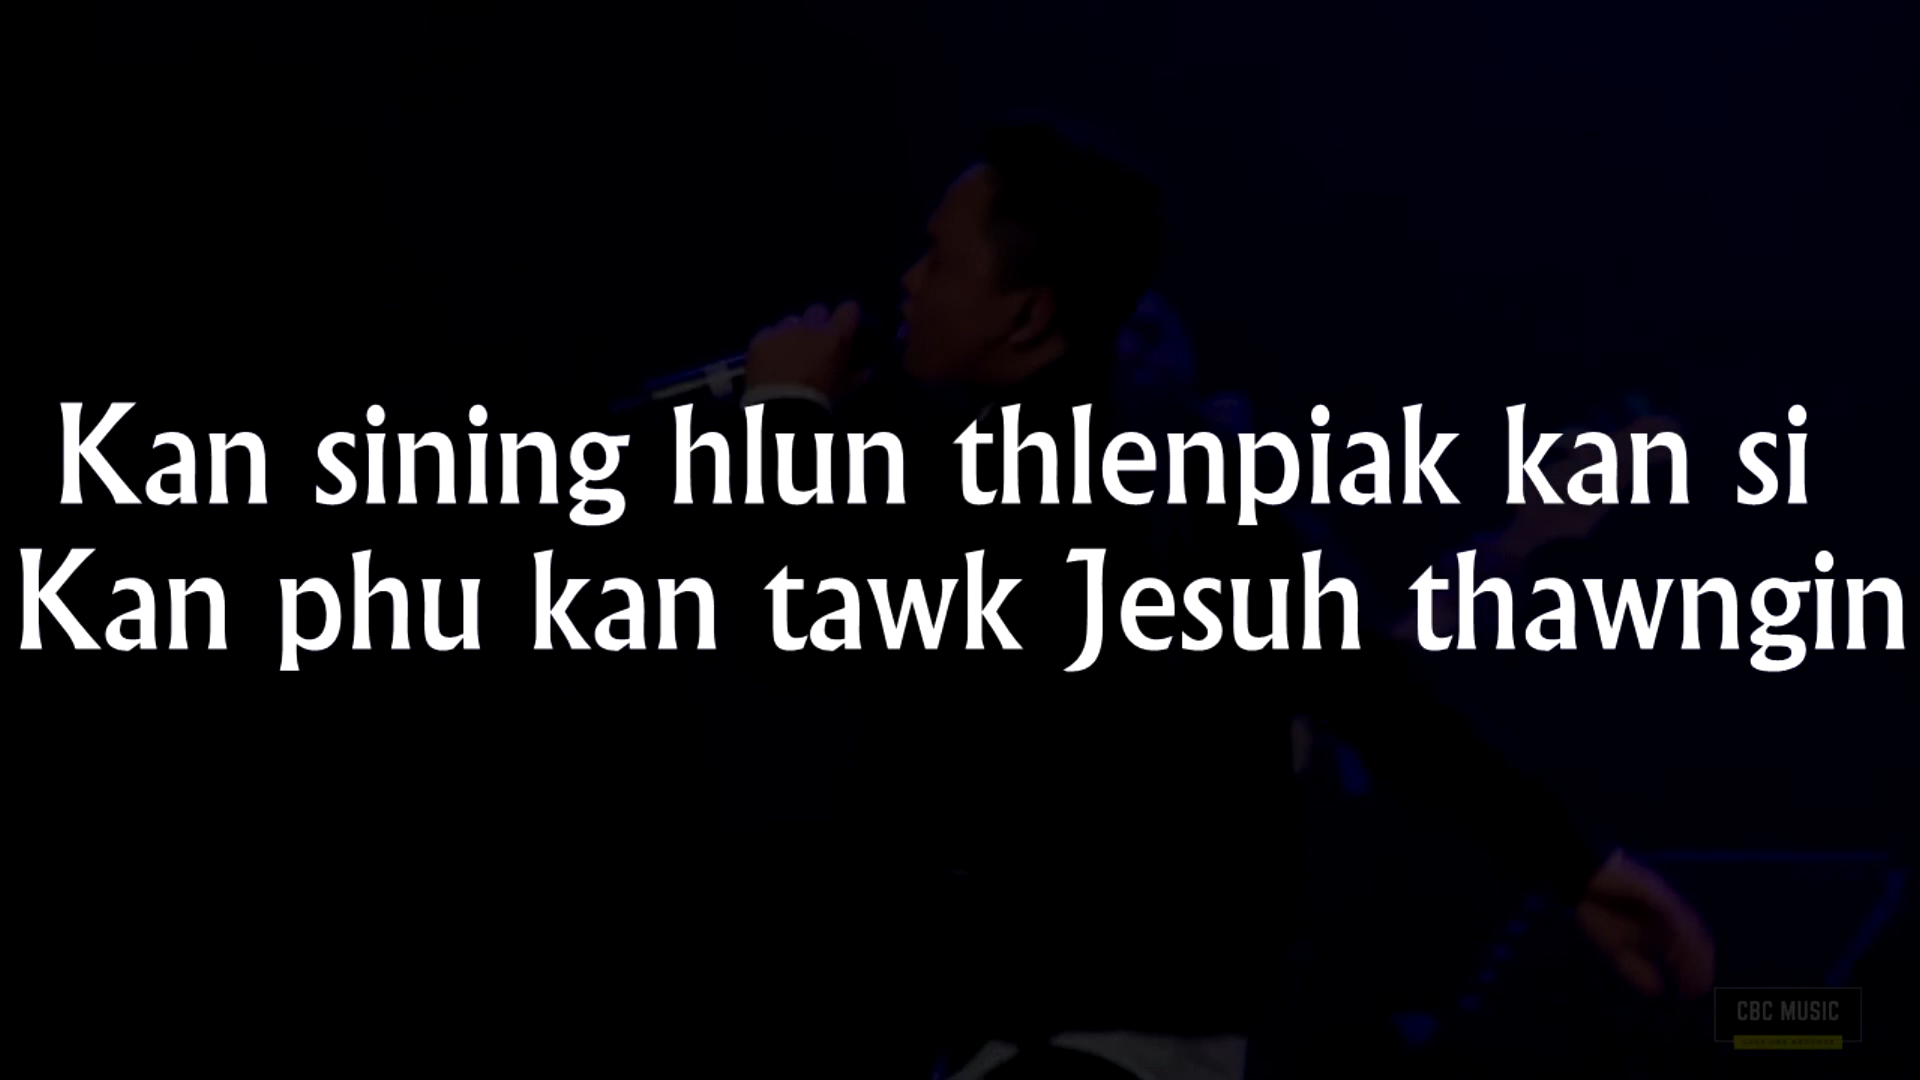 Kan sining hlun thlenpiak kan si
Kan phu kan tawk Jesuh thawngin
CBC MUSIC